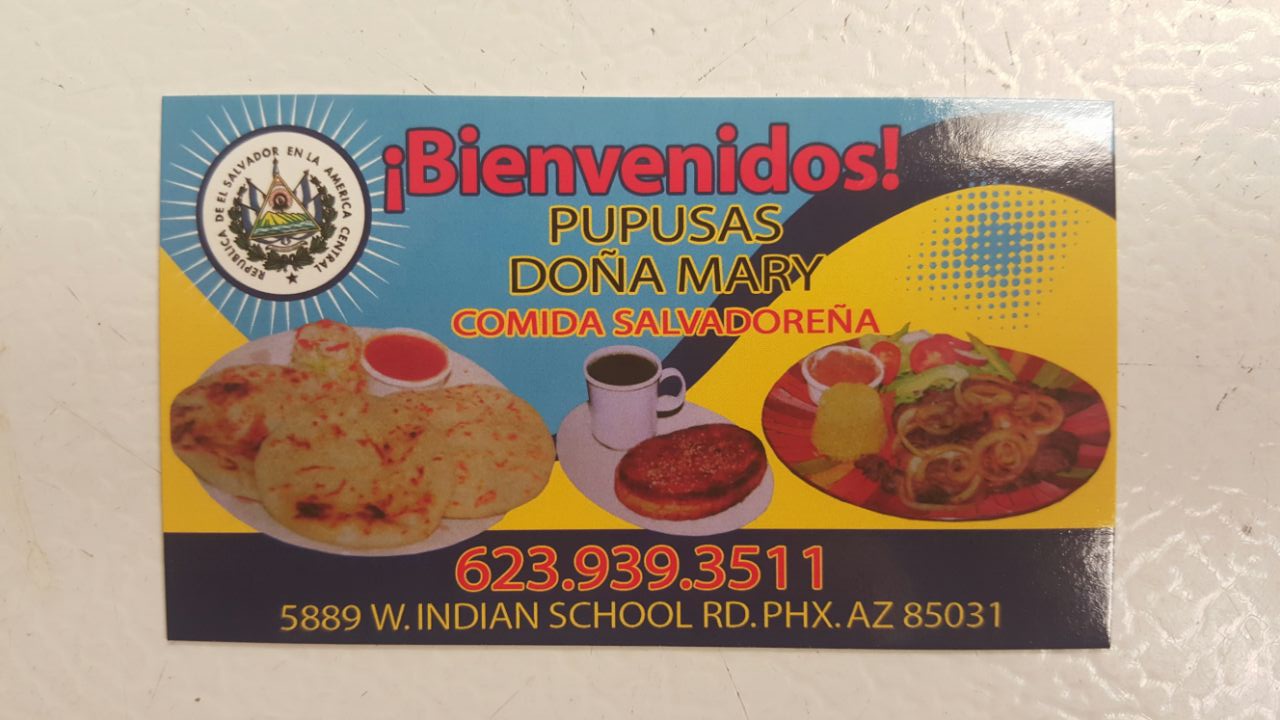 REPUBLICA DE EL SALVADOR EN LA AMERICA CENTRAL
¡Bienvenidos!
PUPUSAS
DOÑA MARY
COMIDA SALVADOREÑA
623.939.3511
5889 W. INDIAN SCHOOL RD. PHX. AZ 85031